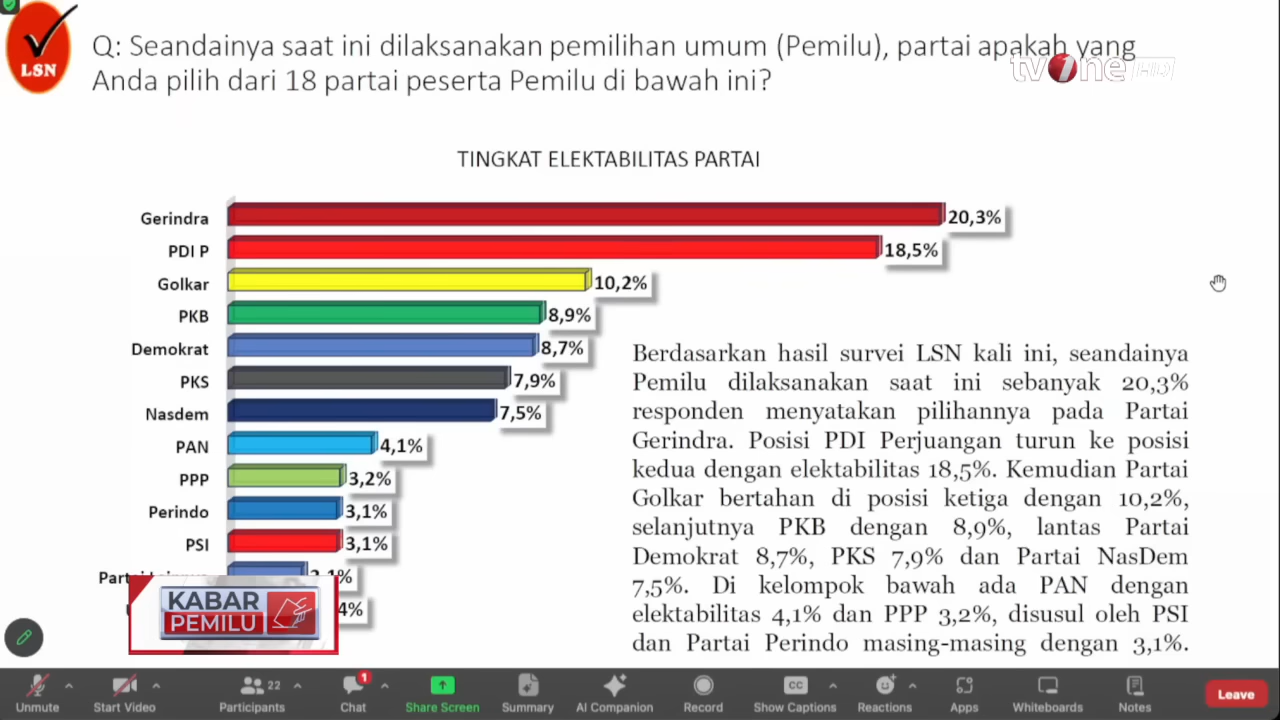 LSN
Q: Seandainya saat ini dilaksanakan pemilihan umum (Pemilu), partai apakah yang
Anda pilih dari 18 partai peserta Pemilu di bawah ini?
tvOne HD
TINGKAT ELEKTABILITAS PARTAI
Gerindra 20,3%
PDI P 18,5%
Golkar 10,2%
PKB 8,9%
Demokrat 8,7%
PKS 7,9%
Nasdem 7,5%
PAN 4,1%
PPP 3,2%
Perindo 3,1%
PSI 3,1%
Berdasarkan hasil survei LSN kali ini, seandainya
Pemilu dilaksanakan saat ini sebanyak 20,3%
responden menyatakan pilihannya pada Partai
Gerindra. Posisi PDI Perjuangan turun ke posisi
kedua dengan elektabilitas 18,5%. Kemudian Partai
Golkar bertahan di posisi ketiga dengan 10,2%,
selanjutnya PKB dengan 8,9%, lantas Partai
Demokrat 8,7%, PKS 7,9% dan Partai NasDem
7,5%. Di kelompok bawah ada PAN dengan
elektabilitas 4,1% dan PPP 3,2%, disusul oleh PSI
dan Partai Perindo masing-masing dengan 3,1%.
KABAR
PEMILU
Unmute
Start Video
22
Participants
1
Chat
Share Screen
Summary
AI Companion
Record
CC
Show Captions
Reactions
Apps
Whiteboards
Notes
Leave